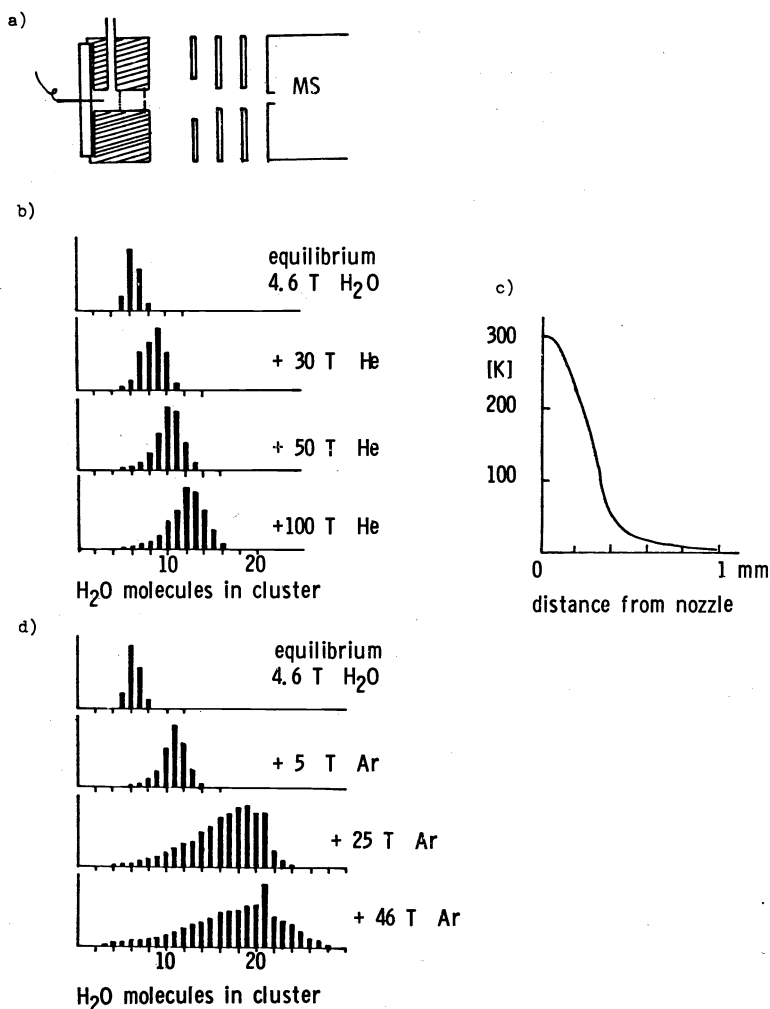 a)
MS
b)
equilibrium
4.6 T H₂O
+ 30 T He
+ 50 T He
+100 T He
10 20
H₂O molecules in cluster
c)
300
[K]
200
100
0 1 mm
distance from nozzle
d)
equilibrium
4.6 T H₂O
+ 5 T Ar
+ 25 T Ar
+ 46 T Ar
10 20
H₂O molecules in cluster